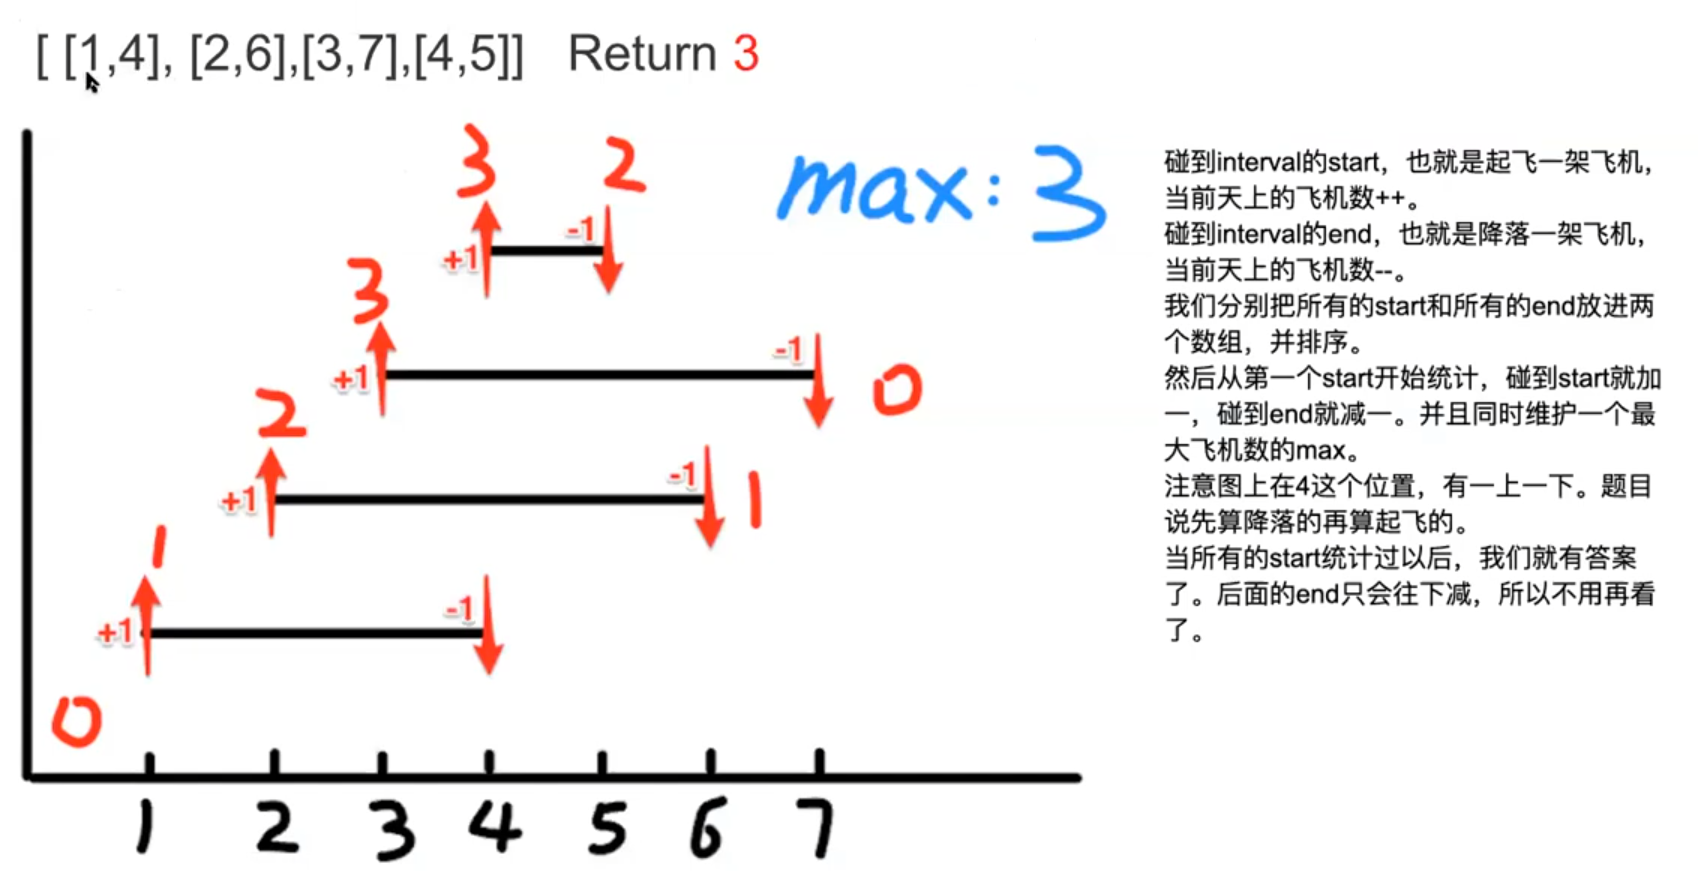 [ [1,4], [2,6],[3,7],[4,5]] Return 3
max: 3
3 2
+1 -1
3
+1 -1 0
2
+1 -1 1
1
+1 -1
0
1 2 3 4 5 6 7
碰到interval的start，也就是起飞一架飞机，
当前天上的飞机数++。
碰到interval的end，也就是降落一架飞机，
当前天上的飞机数--。
我们分别把所有的start和所有的end放进两
个数组，并排序。
然后从第一个start开始统计，碰到start就加
一，碰到end就减一。并且同时维护一个最
大飞机数的max。
注意图上在4这个位置，有一上一下。题目
说先算降落的再算起飞的。
当所有的start统计过以后，我们就有答案
了。后面的end只会往下减，所以不用再看
了。